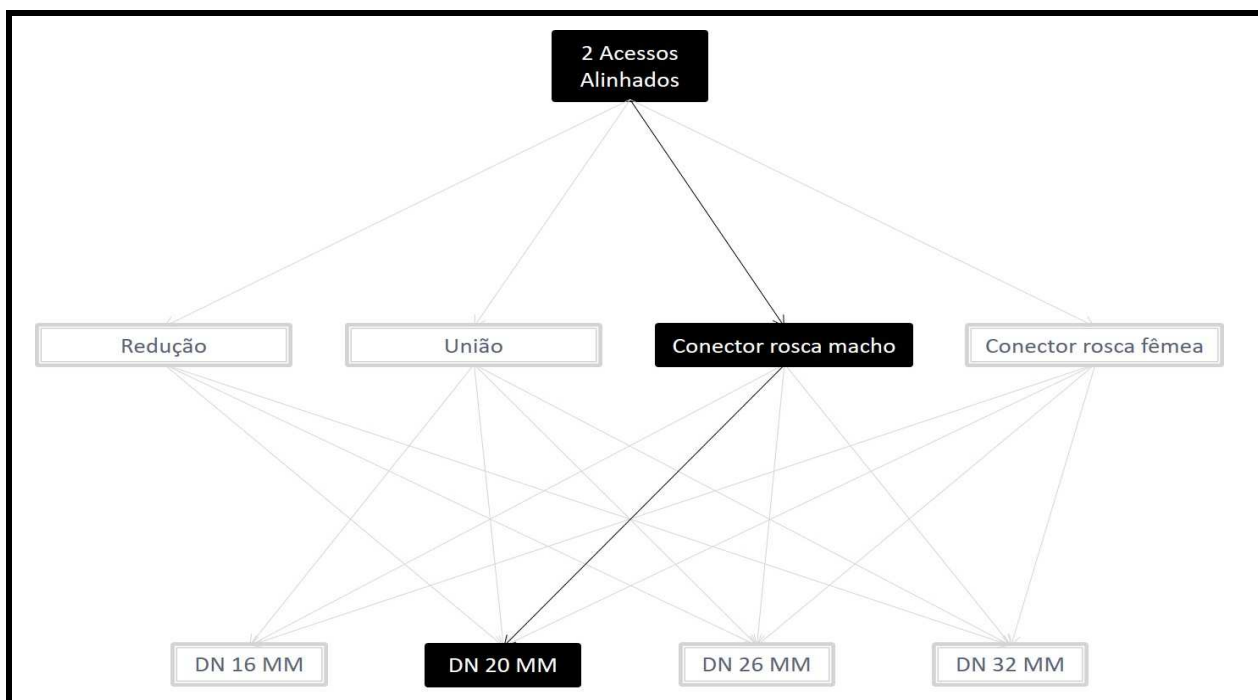 2 Acessos
Alinhados
Redução
União
Conector rosca macho
Conector rosca fêmea
DN 16 MM
DN 20 MM
DN 26 MM
DN 32 MM